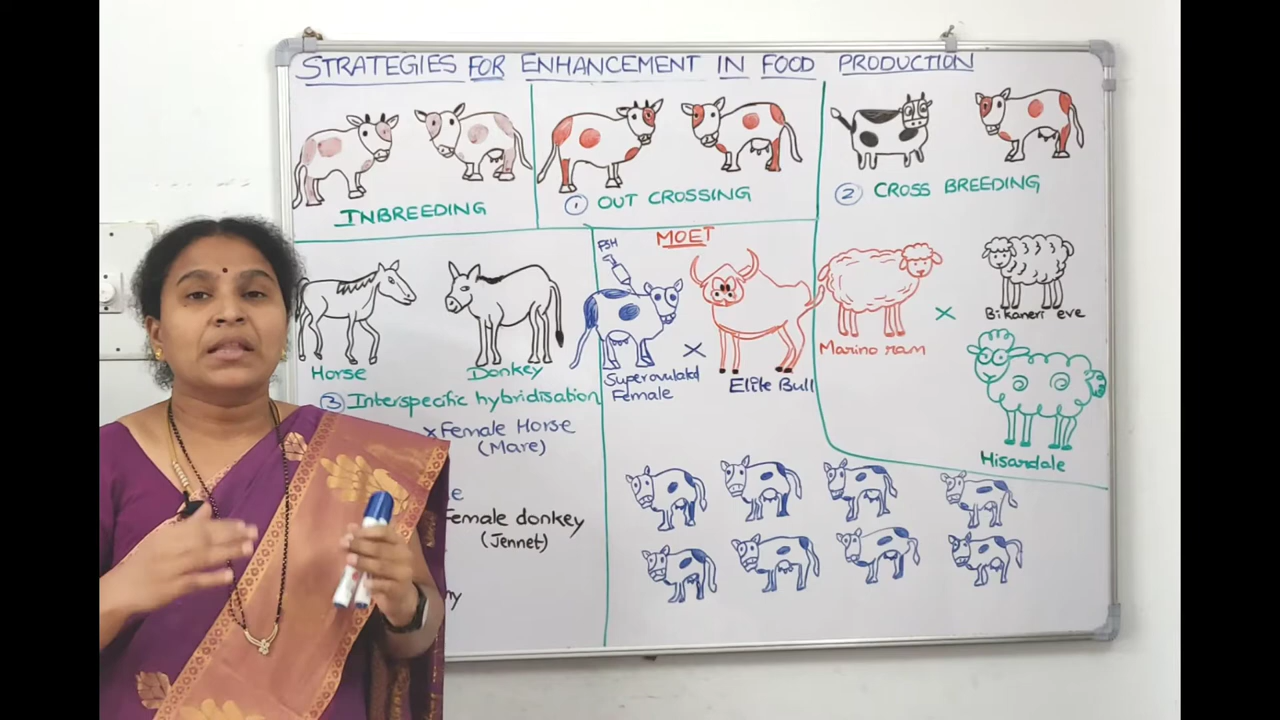 STRATEGIES FOR ENHANCEMENT IN FOOD PRODUCTION
INBREEDING
① OUT CROSSING
② CROSS BREEDING
Horse
Donkey
③ Interspecific hybridisation
x Female Horse
(Mare)
Female donkey
(Jennet)
MOET
FSH
x
Superovulated
Female
Elite Bull
Marino ram
x
Bikaneri eve
Hisardale